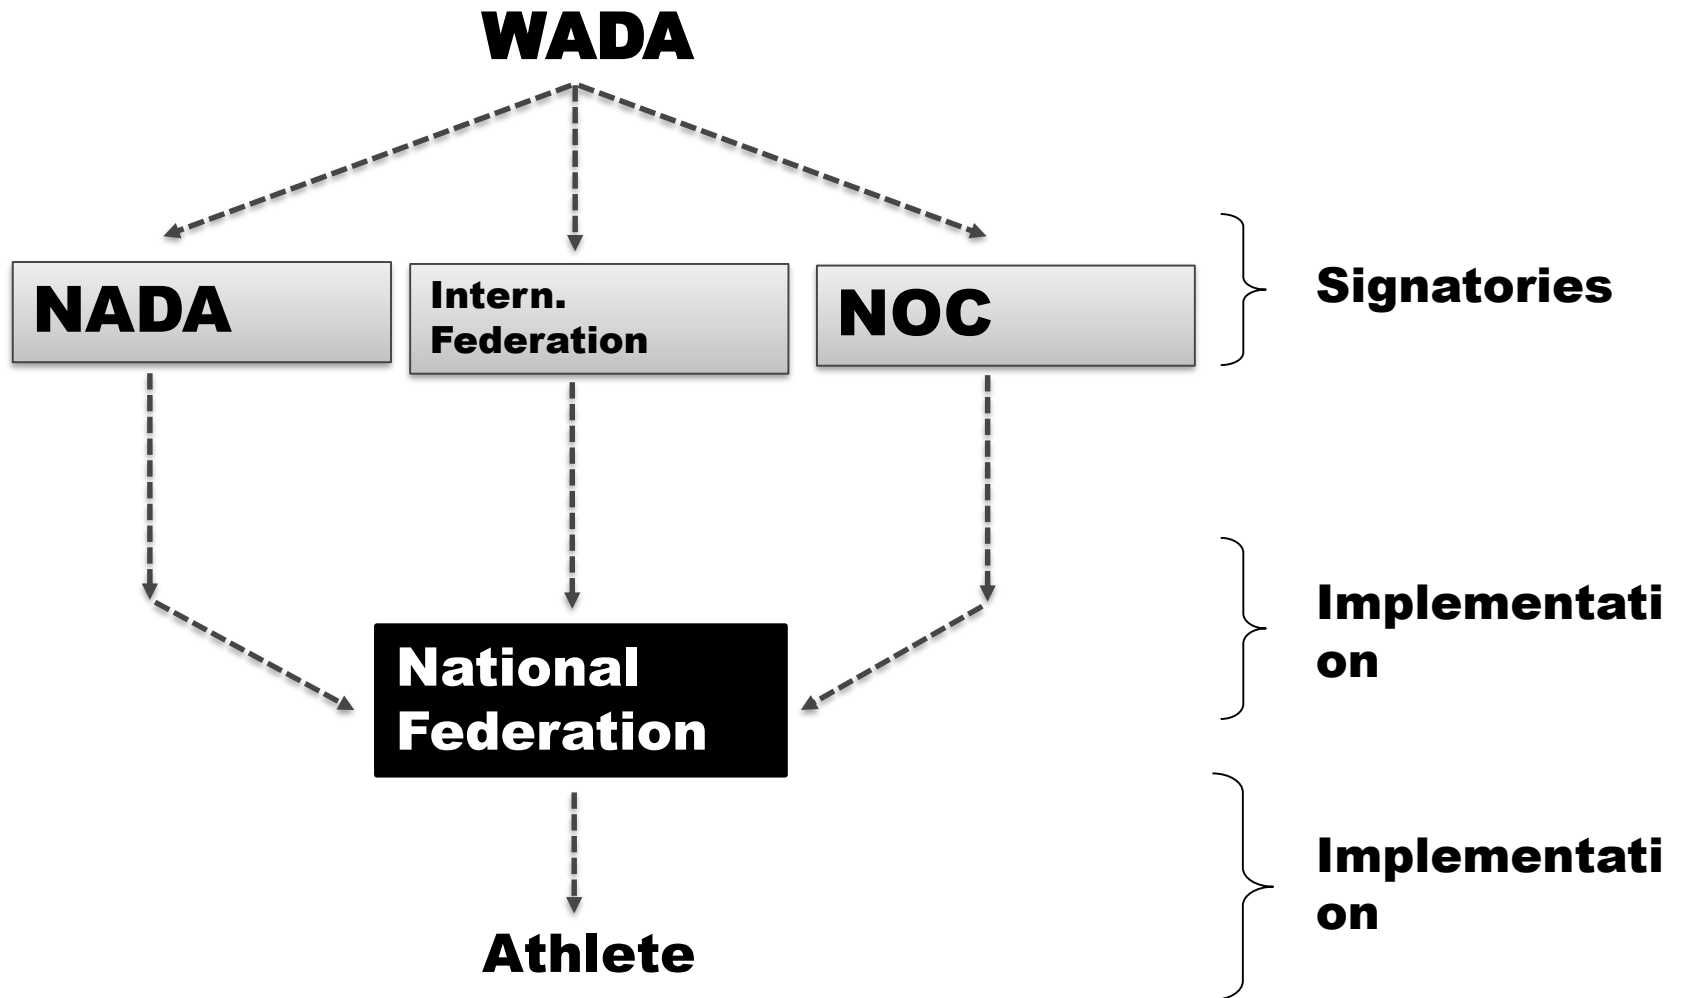 WADA
NADA
Intern.
Federation
NOC
Signatories
National
Federation
Implementati
on
Athlete
Implementati
on